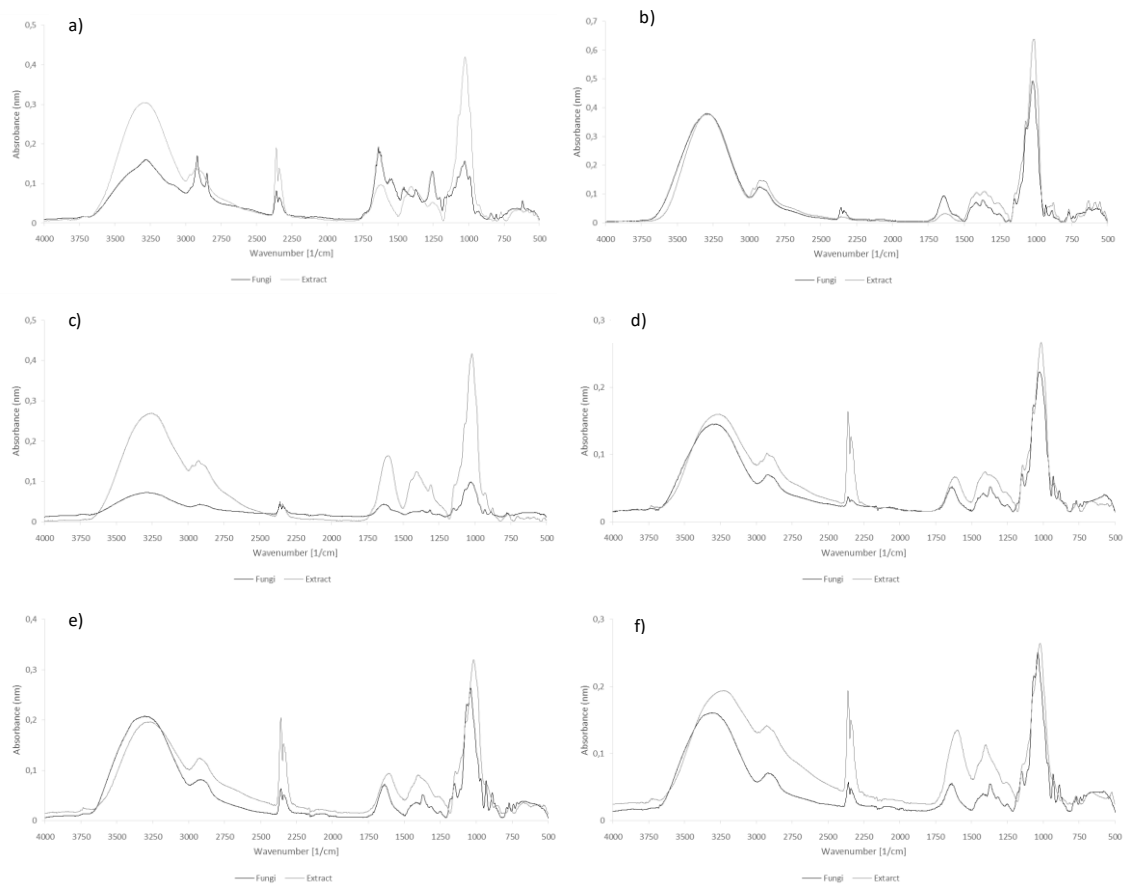 a)
0,5
0,4
0,3
0,2
0,1
0
Absrobance (nm)
4000 3750 3500 3250 3000 2750 2500 2250 2000 1750 1500 1250 1000 750 500
Wavenumber [1/cm]
Fungi Extract
b)
0,7
0,6
0,5
0,4
0,3
0,2
0,1
0
Absorbance (nm)
4000 3750 3500 3250 3000 2750 2500 2250 2000 1750 1500 1250 1000 750 500
Wavenumber [1/cm]
Fungi Extract
c)
0,5
0,4
0,3
0,2
0,1
0
Absorbance (nm)
4000 3750 3500 3250 3000 2750 2500 2250 2000 1750 1500 1250 1000 750 500
Wavenumber [1/cm]
Fungi Extract
d)
0,3
0,2
0,1
0
Absorbance (nm)
4000 3750 3500 3250 3000 2750 2500 2250 2000 1750 1500 1250 1000 750 500
Wavenumber [1/cm]
Fungi Extract
e)
0,4
0,3
0,2
0,1
0
Absorbance (nm)
4000 3750 3500 3250 3000 2750 2500 2250 2000 1750 1500 1250 1000 750 500
Wavenumber [1/cm]
Fungi Extract
f)
0,3
0,2
0,1
0
Absorbance (nm)
4000 3750 3500 3250 3000 2750 2500 2250 2000 1750 1500 1250 1000 750 500
Wavenumber [1/cm]
Fungi Extarct